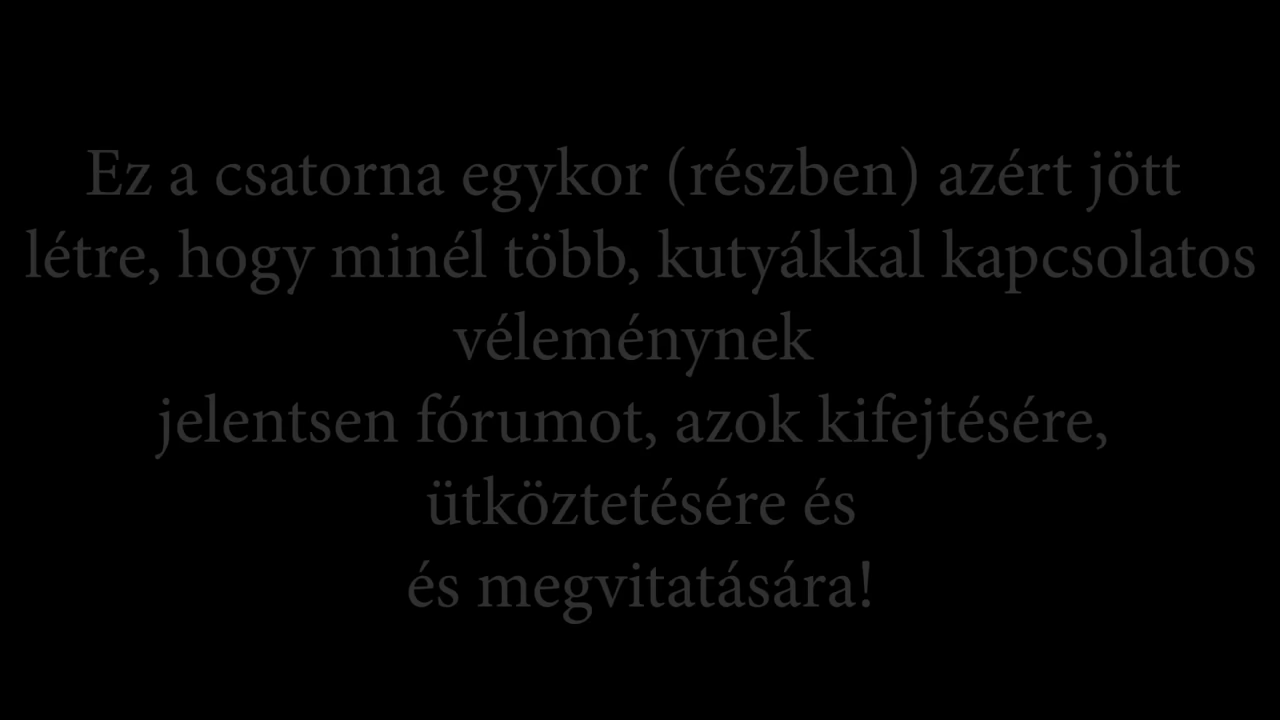 Ez a csatorna egykor (részben) azért jött
létre, hogy minél több, kutyákkal kapcsolatos
véleménynek
jelentsen fórumot, azok kifejtésére,
ütköztetésére és
és megvitatására!